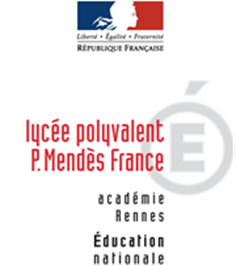 Liberté • Égalité • Fraternité
RÉPUBLIQUE FRANÇAISE
lycée polyvalent
P. Mendès France
académie
Rennes
É
Éducation
nationale